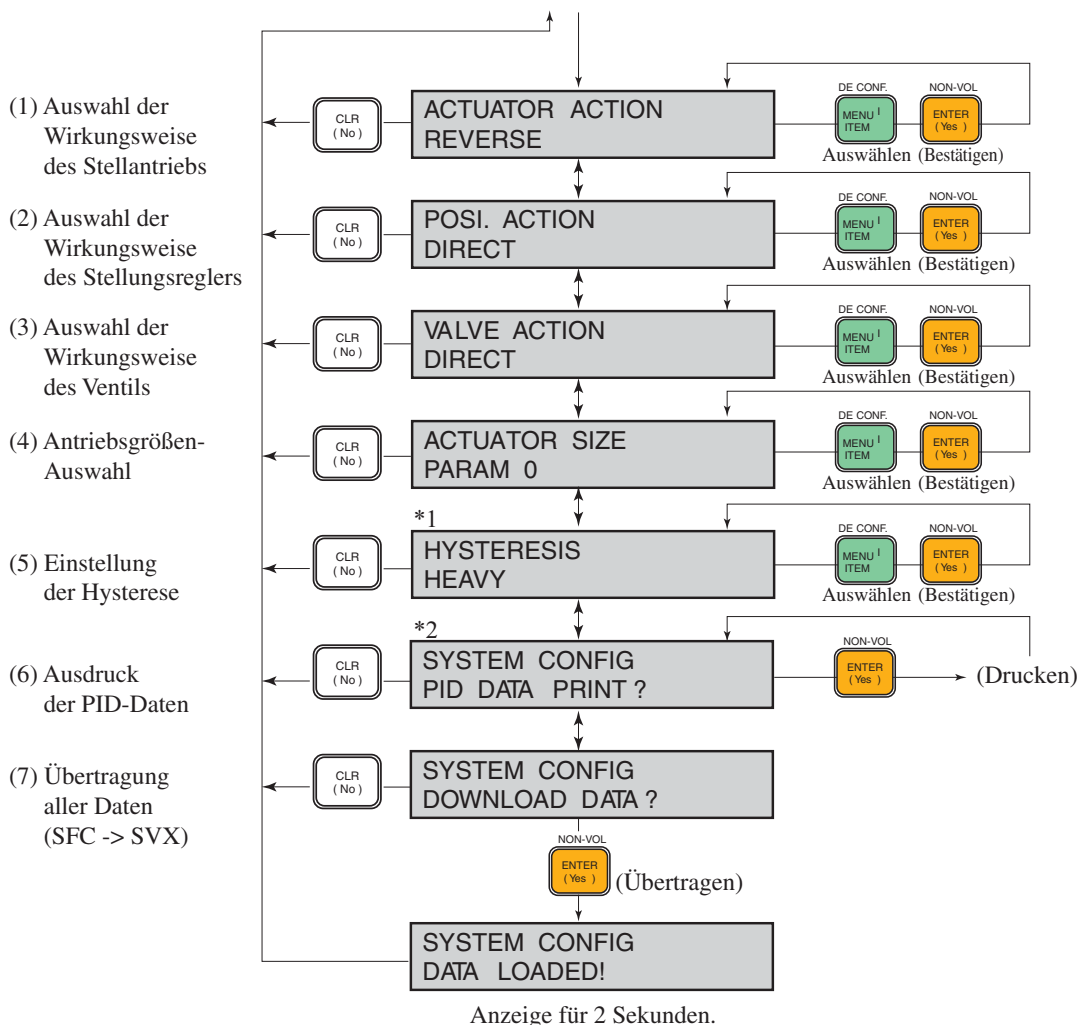 (1) Auswahl der
Wirkungsweise
des Stellantriebs
CLR
(No)
ACTUATOR ACTION
REVERSE
DE CONF.
MENU I
ITEM
NON-VOL
ENTER
(Yes )
Auswählen (Bestätigen)
(2) Auswahl der
Wirkungsweise
des Stellungsreglers
CLR
(No)
POSI. ACTION
DIRECT
DE CONF.
MENU I
ITEM
NON-VOL
ENTER
(Yes )
Auswählen (Bestätigen)
(3) Auswahl der
Wirkungsweise
des Ventils
CLR
(No)
VALVE ACTION
DIRECT
DE CONF.
MENU I
ITEM
NON-VOL
ENTER
(Yes )
Auswählen (Bestätigen)
(4) Antriebsgrößen-
Auswahl
CLR
(No)
ACTUATOR SIZE
PARAM 0
DE CONF.
MENU I
ITEM
NON-VOL
ENTER
(Yes )
Auswählen (Bestätigen)
*1
(5) Einstellung
der Hysterese
CLR
(No)
HYSTERESIS
HEAVY
DE CONF.
MENU I
ITEM
NON-VOL
ENTER
(Yes )
Auswählen (Bestätigen)
*2
(6) Ausdruck
der PID-Daten
CLR
(No)
SYSTEM CONFIG
PID DATA PRINT ?
NON-VOL
ENTER
(Yes )
(Drucken)
(7) Übertragung
aller Daten
(SFC -> SVX)
CLR
(No)
SYSTEM CONFIG
DOWNLOAD DATA ?
NON-VOL
ENTER
(Yes )
(Übertragen)
SYSTEM CONFIG
DATA LOADED!
Anzeige für 2 Sekunden.